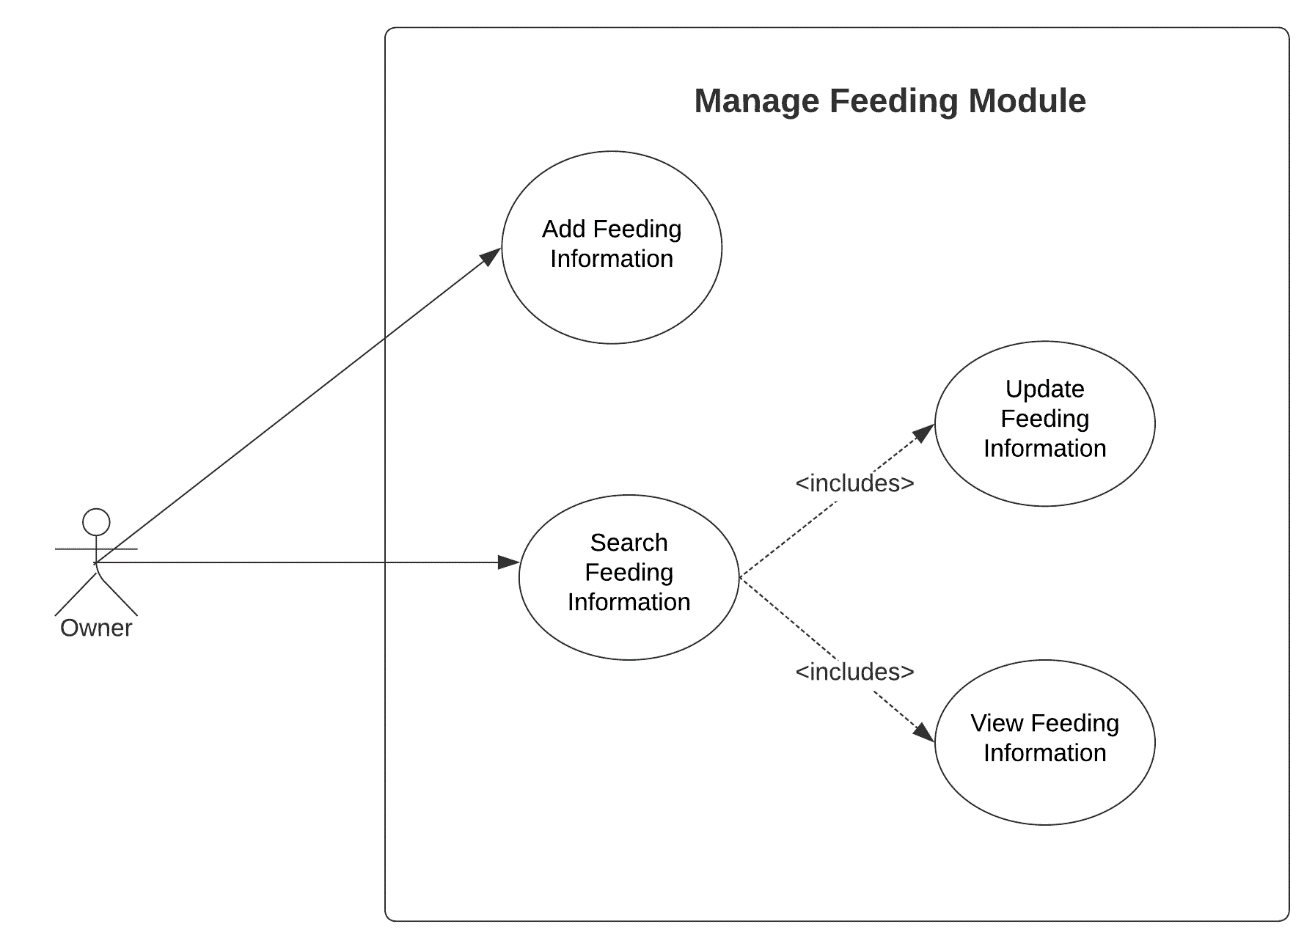 Manage Feeding Module
Add Feeding
Information
Update
Feeding
Information
<includes>
Search
Feeding
Information
Owner
<includes>
View Feeding
Information